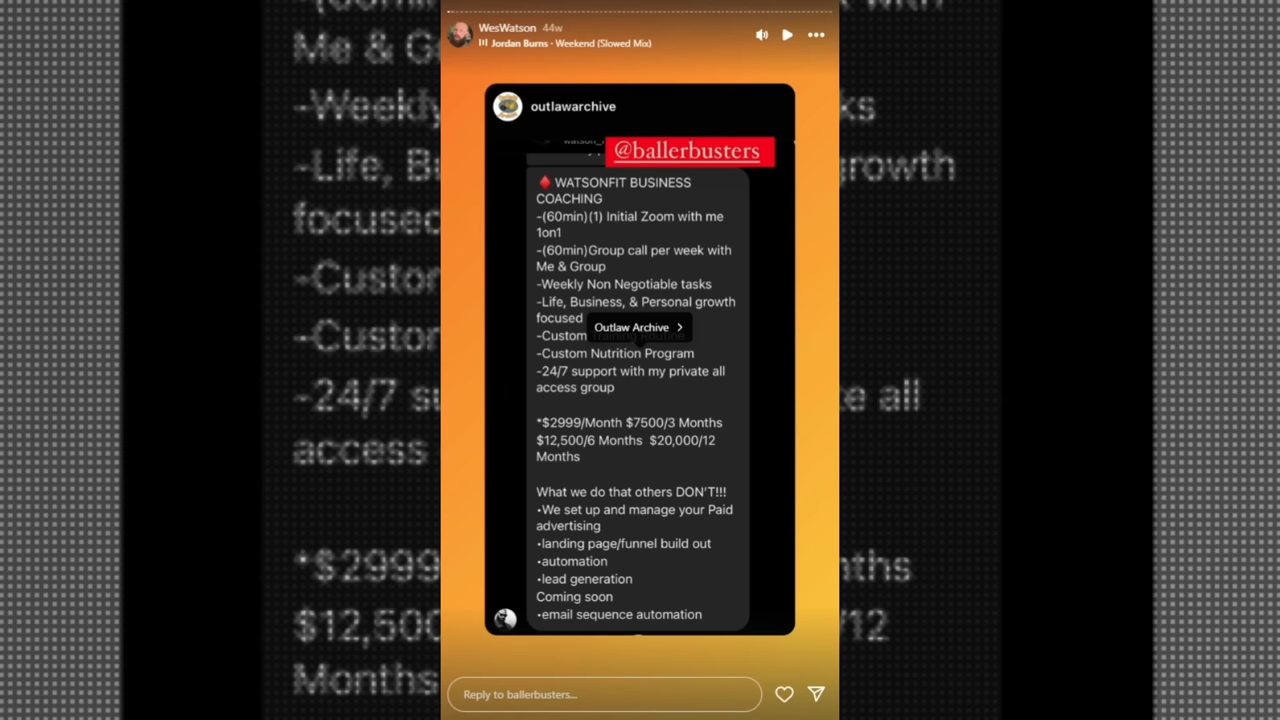 WesWatson 44w
Jordan Burns · Weekend (Slowed Mix)
outlawarchive
@ballerbusters
WATSONFIT BUSINESS
COACHING
-(60min)(1) Initial Zoom with me
1on1
-(60min)Group call per week with
Me & Group
-Weekly Non Negotiable tasks
-Life, Business, & Personal growth
focused
Outlaw Archive
-Custom
-Custom Nutrition Program
-24/7 support with my private all
access group
*$2999/Month $7500/3 Months
$12,500/6 Months $20,000/12
Months
What we do that others DON'T!!!
•We set up and manage your Paid
advertising
•landing page/funnel build out
•automation
•lead generation
Coming soon
•email sequence automation
Reply to ballerbusters...